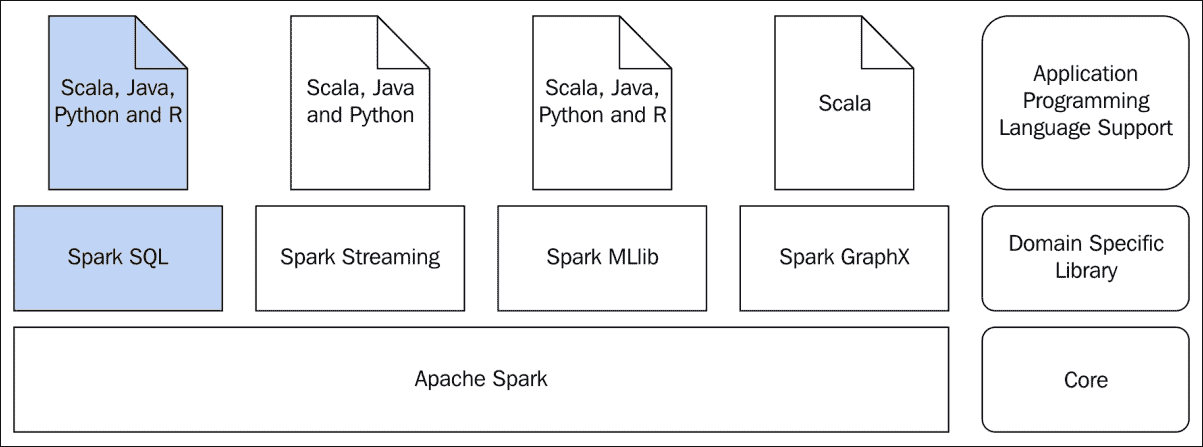 Scala, Java,
Python and R
Scala, Java
and Python
Scala, Java,
Python and R
Scala
Application
Programming
Language Support
Spark SQL
Spark Streaming
Spark MLlib
Spark GraphX
Domain Specific
Library
Apache Spark
Core